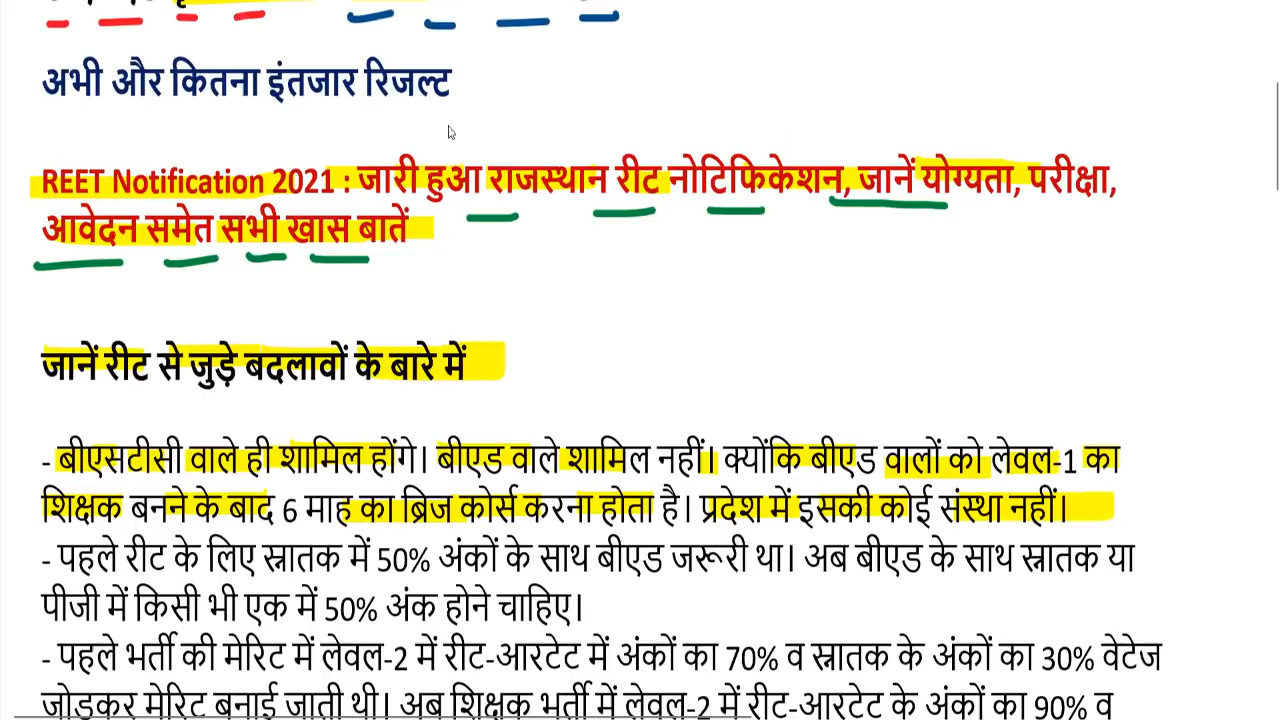 अभी और कितना इंतजार रिजल्ट
REET Notification 2021 : जारी हुआ राजस्थान रीट नोटिफिकेशन, जानें योग्यता, परीक्षा,
आवेदन समेत सभी खास बातें
जानें रीट से जुड़े बदलावों के बारे में
- बीएसटीसी वाले ही शामिल होंगे। बीएड वाले शामिल नहीं। क्योंकि बीएड वालों को लेवल-1 का
शिक्षक बनने के बाद 6 माह का ब्रिज कोर्स करना होता है। प्रदेश में इसकी कोई संस्था नहीं।
- पहले रीट के लिए स्नातक में 50% अंकों के साथ बीएड जरूरी था। अब बीएड के साथ स्नातक या
पीजी में किसी भी एक में 50% अंक होने चाहिए।
- पहले भर्ती की मेरिट में लेवल-2 में रीट-आरटेट में अंकों का 70% व स्नातक के अंकों का 30% वेटेज
जोड़कर मेरिट बनाई जाती थी। अब शिक्षक भर्ती में लेवल-2 में रीट-आरटेट के अंकों का 90% व